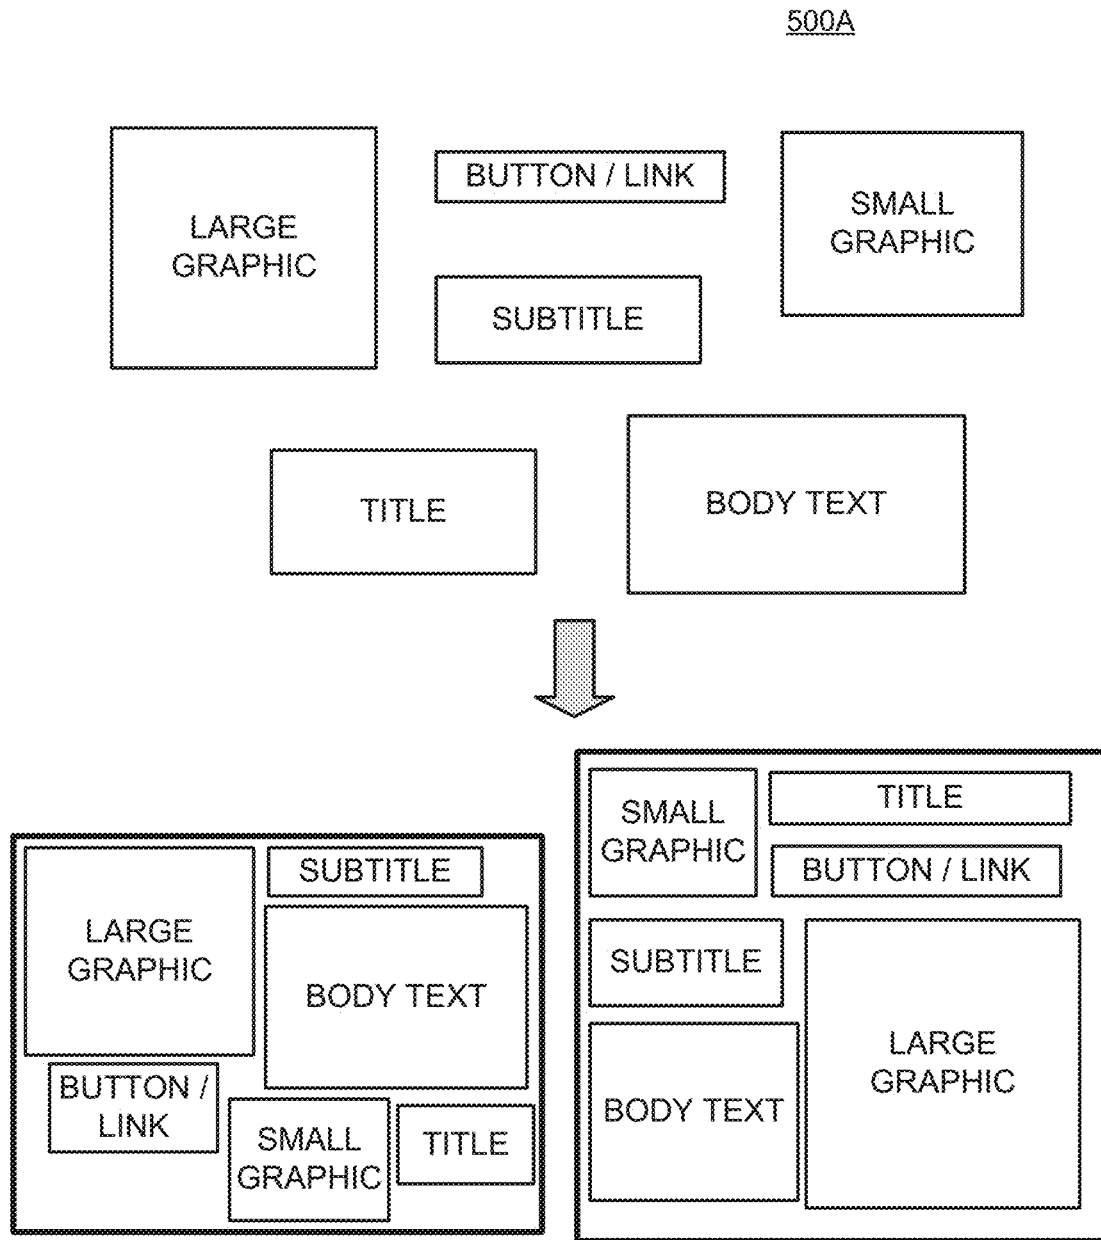 500A
LARGE
GRAPHIC
BUTTON / LINK
SMALL
GRAPHIC
SUBTITLE
TITLE
BODY TEXT
LARGE
GRAPHIC
SUBTITLE
BODY TEXT
BUTTON /
LINK
SMALL
GRAPHIC
TITLE
SMALL
GRAPHIC
TITLE
BUTTON / LINK
SUBTITLE
BODY TEXT
LARGE
GRAPHIC